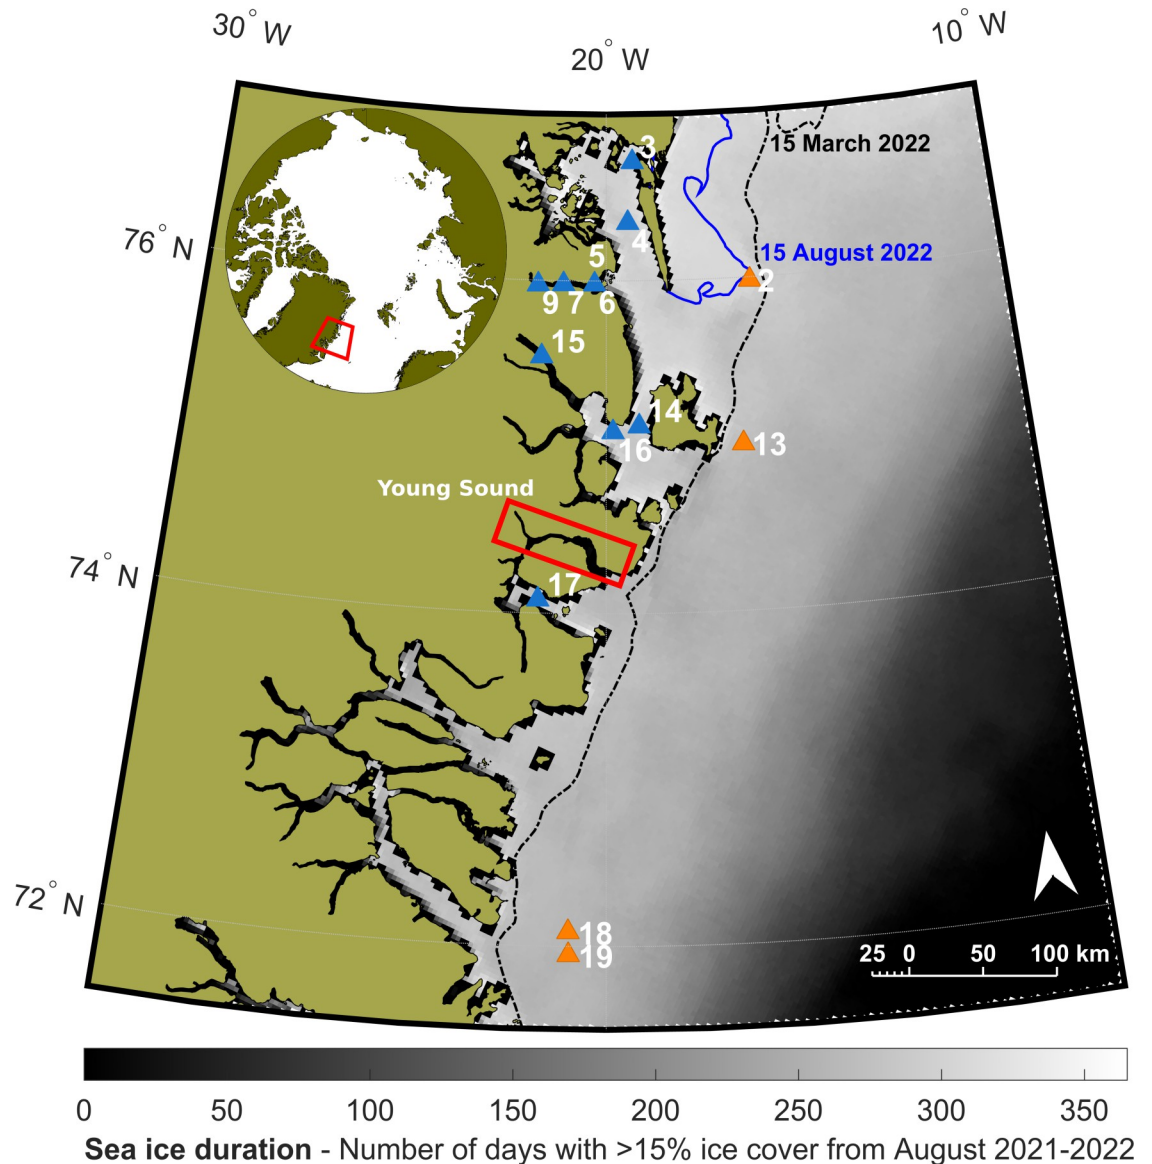 30° W
20° W
10° W
15 March 2022
3
4
76° N
15 August 2022
5
2
9
7
6
15
14
13
16
Young Sound
74° N
17
72° N
18
19
25 0 50 100 km
0 50 100 150 200 250 300 350
Sea ice duration - Number of days with >15% ice cover from August 2021-2022